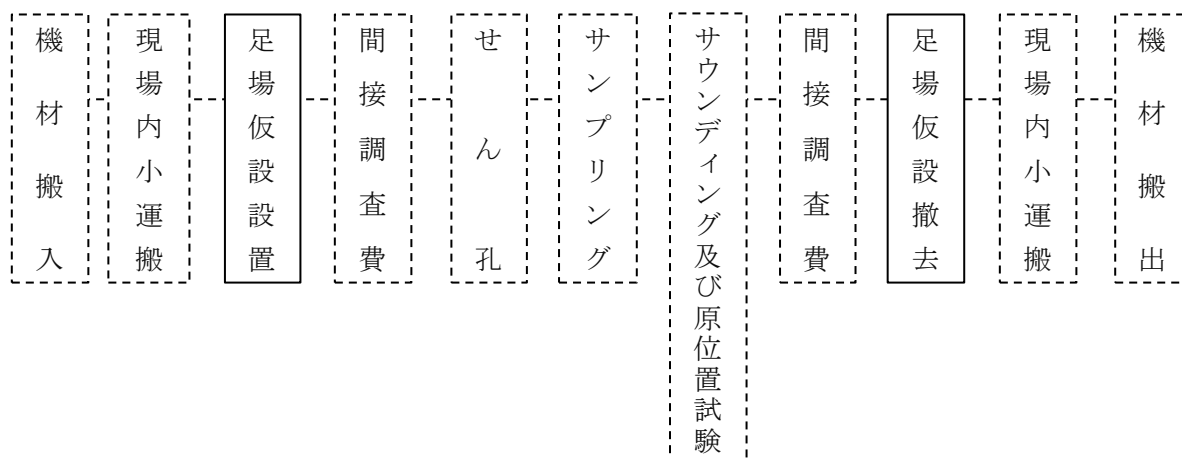 機材搬入
現場内小運搬
足場仮設設置
間接調査費
せん孔
サンプリング
サウンディング及び原位置試験
間接調査費
足場仮設撤去
現場内小運搬
機材搬出